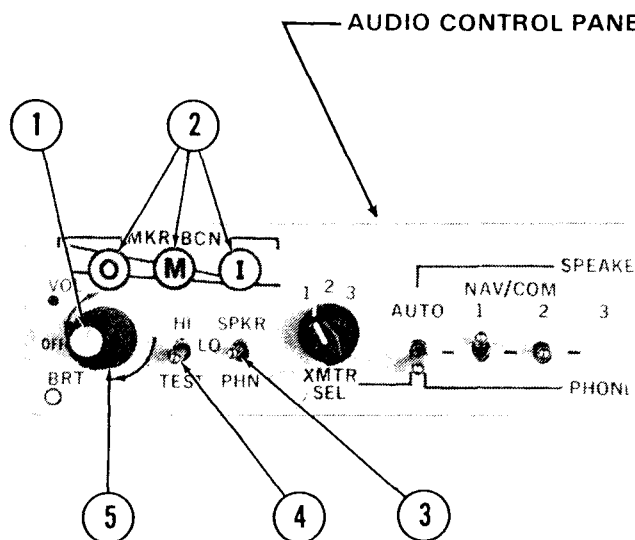 AUDIO CONTROL PANE
1 2
MKR BCN
O M I
SPEAKE
NAV/COM
1 2 3
AUTO 1 2 3
VO
HI SPKR
OFF LO
BRT TEST PHN XMTR
SEL
PHONE
5 4 3